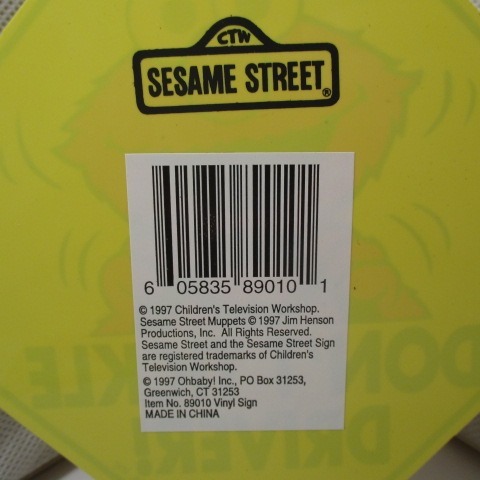 CTW
SESAME STREET®
6 05835 89010 1
© 1997 Children's Television Workshop.
Sesame Street Muppets © 1997 Jim Henson
Productions, Inc. All Rights Reserved.
Sesame Street and the Sesame Street Sign
are registered trademarks of Children's
Television Workshop.
© 1997 Ohbaby! Inc., PO Box 31253,
Greenwich, CT 31253
Item No. 89010 Vinyl Sign
MADE IN CHINA
DRIVER!